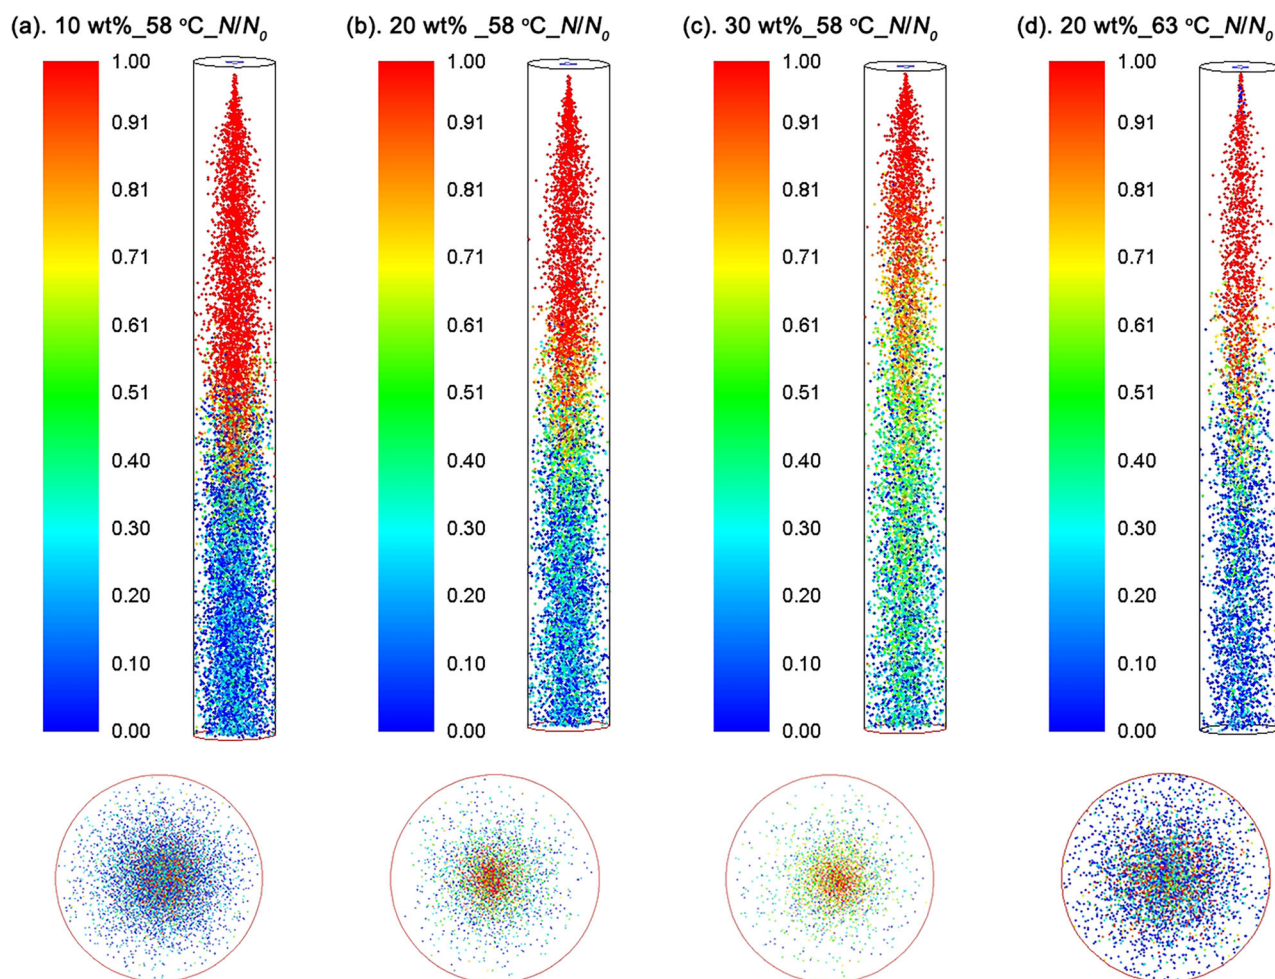 (a). 10 wt%_58 °C_N/N₀
(b). 20 wt% _58 °C_N/N₀
(c). 30 wt%_58 °C_N/N₀
(d). 20 wt%_63 °C_N/N₀
1.00 1.00 1.00 1.00
0.91 0.91 0.91 0.91
0.81 0.81 0.81 0.81
0.71 0.71 0.71 0.71
0.61 0.61 0.61 0.61
0.51 0.51 0.51 0.51
0.40 0.40 0.40 0.40
0.30 0.30 0.30 0.30
0.20 0.20 0.20 0.20
0.10 0.10 0.10 0.10
0.00 0.00 0.00 0.00